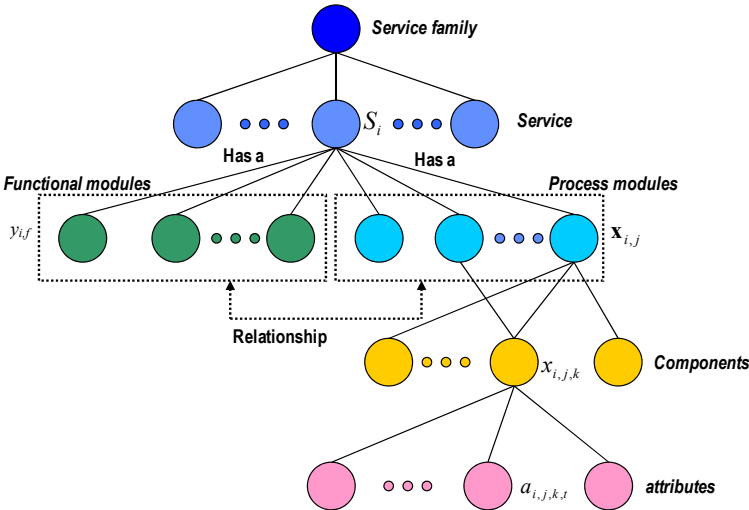 Service family
S_i
Service
Has a
Has a
Functional modules
Process modules
y_{i,f}
x_{i,j}
Relationship
x_{i,j,k}
Components
a_{i,j,k,t}
attributes